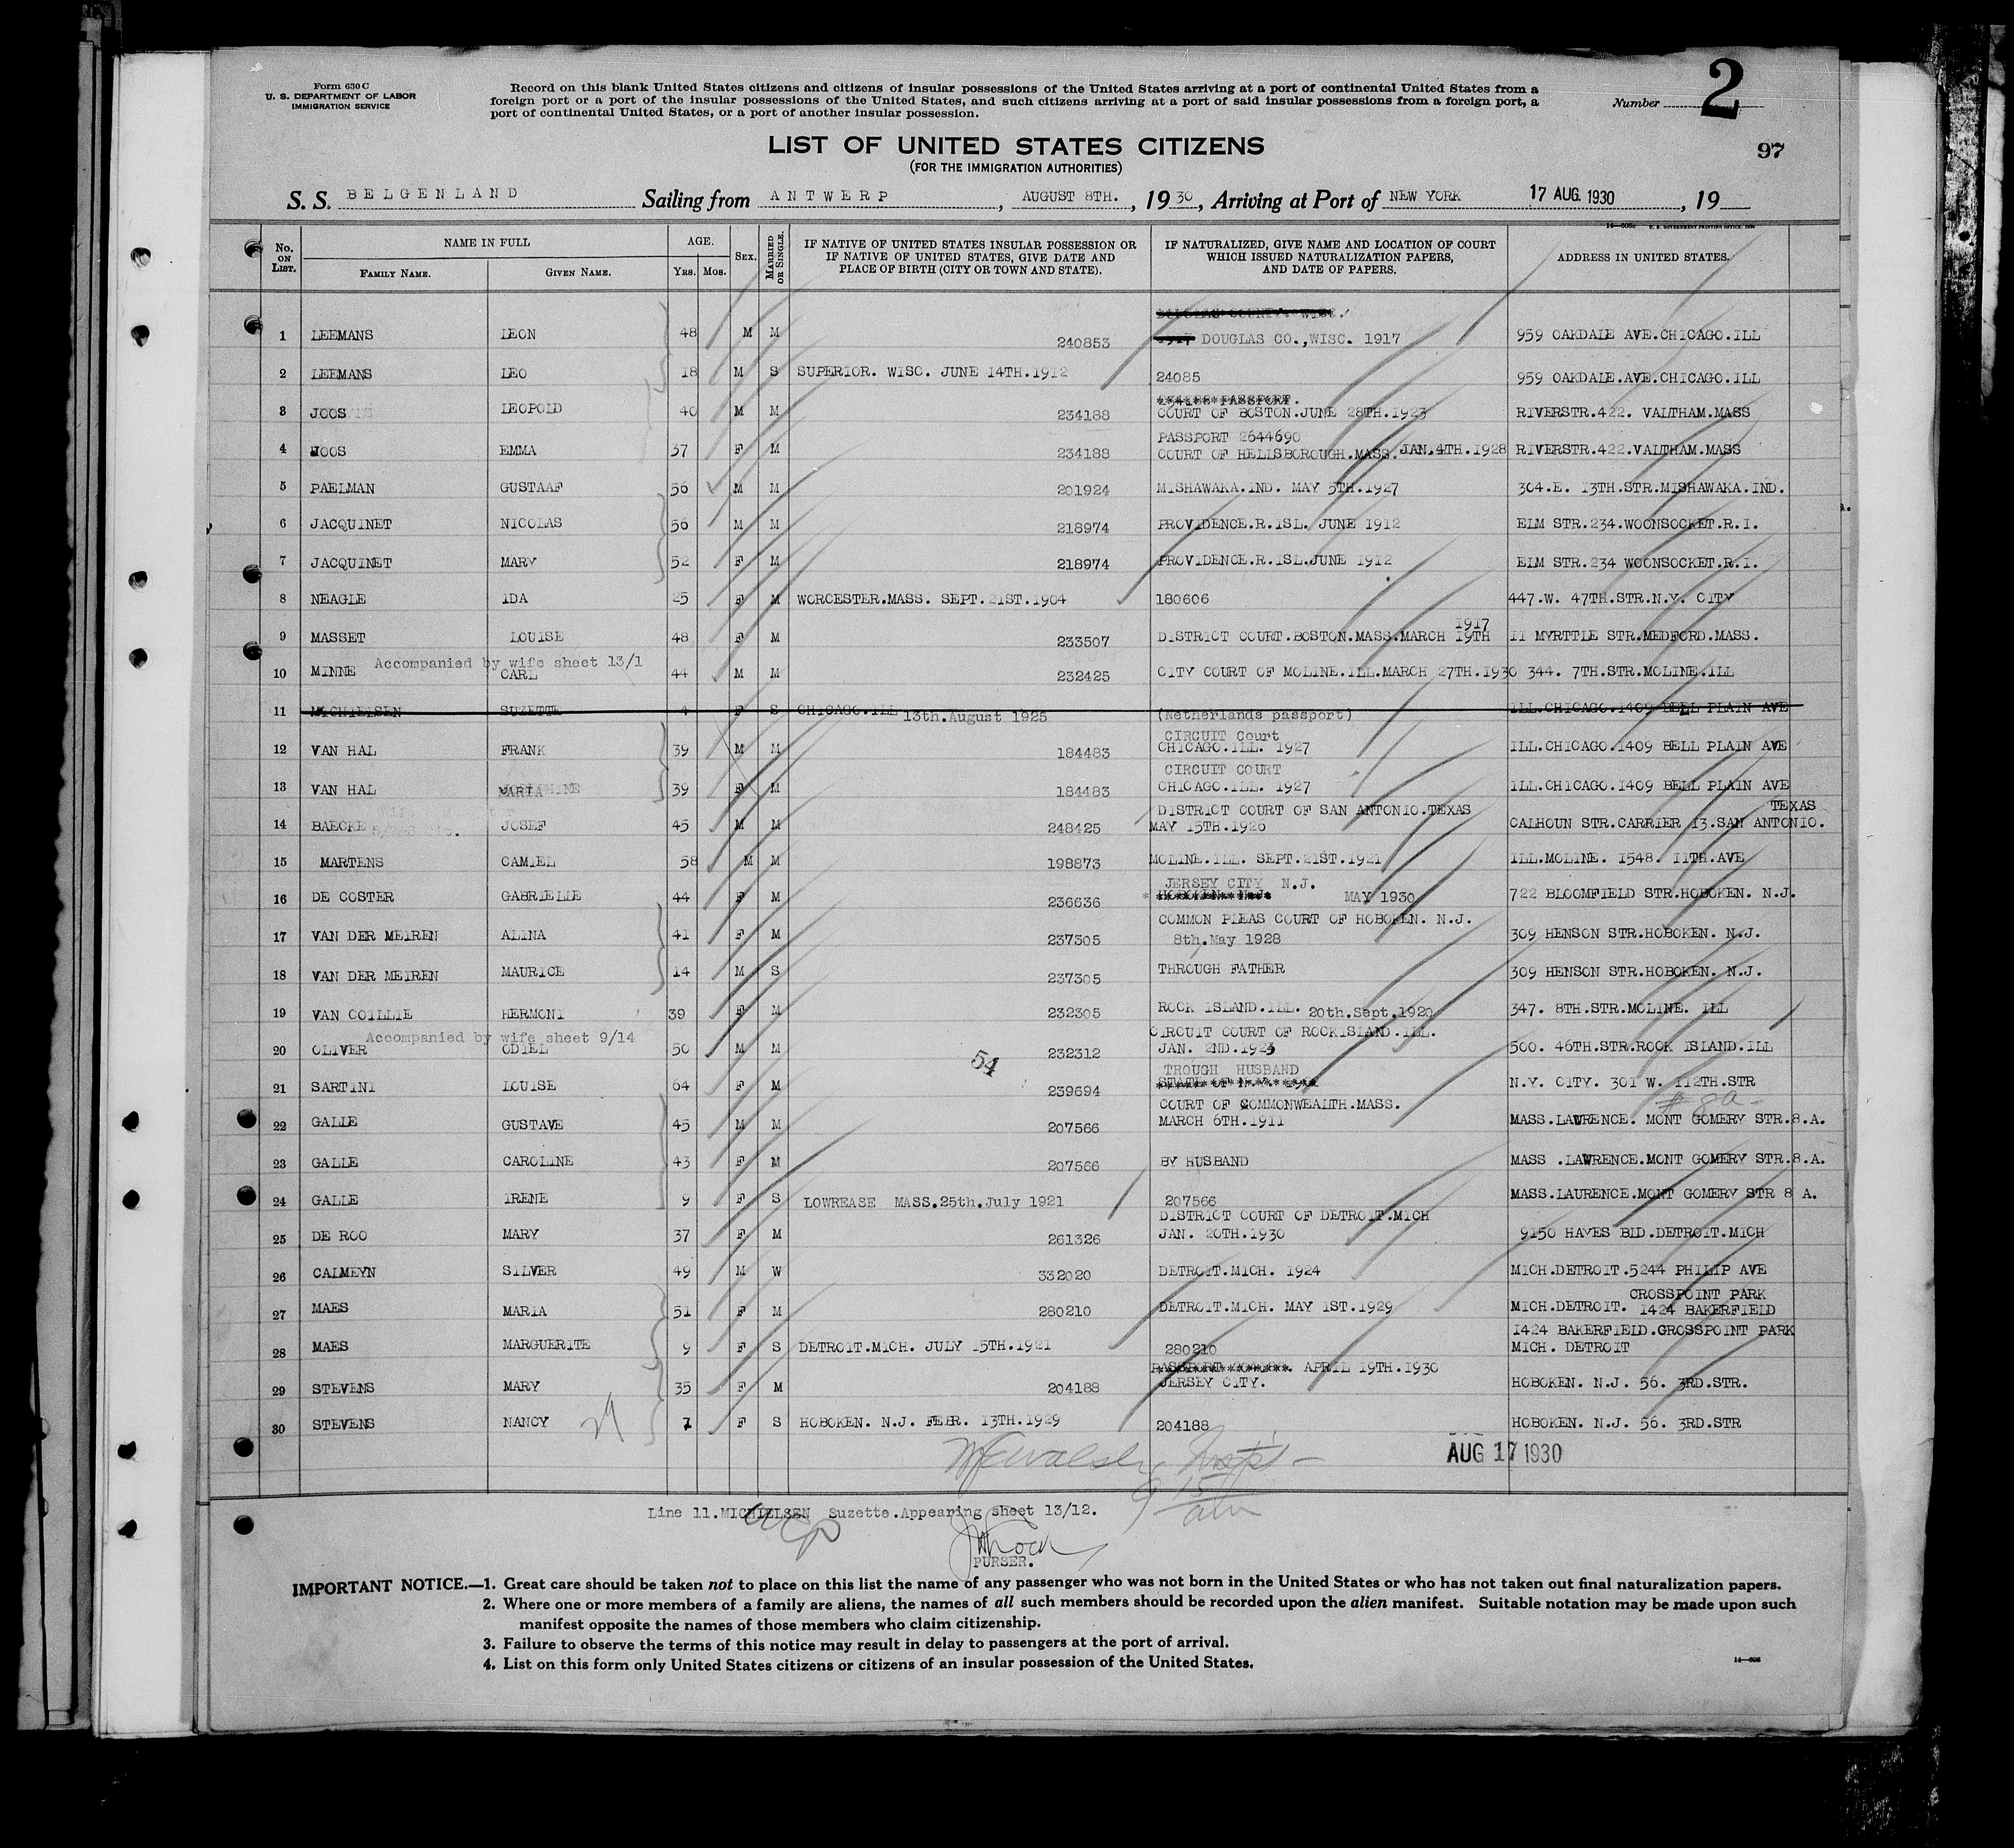 Form 630 C
U. S. DEPARTMENT OF LABOR
IMMIGRATION SERVICE
Record on this blank United States citizens and citizens of insular possessions of the United States arriving at a port of continental United States from a
foreign port or a port of the insular possessions of the United States, and such citizens arriving at a port of said insular possessions from a foreign port, a
port of continental United States, or a port of another insular possession.
Number 2
LIST OF UNITED STATES CITIZENS
(FOR THE IMMIGRATION AUTHORITIES)
97
S. S. BELGENLAND Sailing from ANTWERP, AUGUST 8TH., 1930, Arriving at Port of NEW YORK 17 AUG. 1930, 19
No. ON LIST. NAME IN FULL FAMILY NAME. GIVEN NAME. AGE. YRS. MOS. SEX. MARRIED OR SINGLE. IF NATIVE OF UNITED STATES INSULAR POSSESSION OR IF NATIVE OF UNITED STATES, GIVE DATE AND PLACE OF BIRTH (CITY OR TOWN AND STATE). IF NATURALIZED, GIVE NAME AND LOCATION OF COURT WHICH ISSUED NATURALIZATION PAPERS, AND DATE OF PAPERS. ADDRESS IN UNITED STATES.
DOUGLAS COUNTY. WISC.
1 LEEMANS LEON 48 M M 240853 1917 DOUGLAS CO.,WISC. 1917 959 OAKDALE AVE.CHICAGO.ILL
2 LEEMANS LEO 18 M S SUPERIOR. WISC. JUNE 14TH.1912 24085 959 OAKDALE.AVE.CHICAGO.ILL
3 JOOS LEOPOLD 40 M M 234188 COURT OF BOSTON.JUNE 28TH.1923 RIVERSTR.422. VALTHAM.MASS
PASSPORT 2644690
4 JOOS EMMA 37 F M 234188 COURT OF HELLSBOROUGH.MASS. JAN.4TH.1928 RIVERSTR.422.VALTHAM.MASS
5 PAELMAN GUSTAAF 56 M M 201924 MISHAWAKA.IND. MAY 5TH.1927 304.E. 13TH.STR.MISHAWAKA.IND.
6 JACQUINET NICOLAS 56 M M 218974 PROVIDENCE.R.ISL. JUNE 1912 ELM STR.234.WOONSOCKET.R.I.
7 JACQUINET MARY 52 F M 218974 PROVIDENCE.R.ISL.JUNE 1912 ELM STR.234 WOONSOCKET.R.I.
8 NEAGLE IDA 25 F M WORCESTER.MASS. SEPT.21ST.1904 180606 447.W. 47TH.STR.N.Y. CITY
1917
9 MASSET LOUISE 48 F M 233507 DISTRICT COURT.BOSTON.MASS.MARCH 19TH 11 MYRTTLE STR.MEDFORD.MASS.
Accompanied by wife sheet 13/1
10 MINNE CARL 44 M M 232425 CITY COURT OF MOLINE.ILL.MARCH 27TH.1930 344. 7TH.STR.MOLINE.ILL
11 MICHIELSEN SUZETTE 4 F S CHICAGO.ILL 13th.August 1925 (Netherlands passport) ILL.CHICAGO.1409 BELL PLAIN AVE
CIRCUIT Court
12 VAN HAL FRANK 39 M M 184483 CHICAGO.ILL. 1927 ILL.CHICAGO.1409 BELL PLAIN AVE
CIRCUIT COURT
13 VAN HAL MARIA 39 F M 184483 CHICAGO.ILL. 1927 ILL.CHICAGO.1409 BELL PLAIN AVE
DISTRICT COURT OF SAN ANTONIO.TEXAS TEXAS
14 BAECKE JOSEF 45 M M 248425 MAY 15TH.1926 CALHOUN STR.CARRIER 13.SAN ANTONIO.
15 MARTENS CAMIEL 58 M M 198873 MOLINE.ILL. SEPT.21ST.1921 ILL.MOLINE. 1548. 11TH.AVE
JERSEY CITY N.J.
16 DE COSTER GABRIELLE 44 F M 236636 HOBOKEN. N.J. MAY 1930 722 BLOOMFIELD STR.HOBOKEN. N.J.
COMMON PLEAS COURT OF HOBOKEN. N.J.
17 VAN DER MEIREN ALINA 41 F M 237305 8th.May 1928 309 HENSON STR.HOBOKEN. N.J.
18 VAN DER MEIREN MAURICE 14 M S 237305 THROUGH FATHER 309 HENSON STR.HOBOKEN. N.J.
19 VAN COILLIE HERMONI 39 F M 232305 ROCK ISLAND.ILL. 20th.Sept.1920 347. 8TH.STR.MOLINE. ILL
Accompanied by wife sheet 9/14 CIRCUIT COURT OF ROCKISLAND.ILL.
20 OLIVER ODIEL 50 M M 54 232312 JAN. 2ND.1923 500. 46TH.STR.ROCK ISLAND.ILL
TROUGH HUSBAND
21 SARTINI LOUISE 64 F M 239694 N.Y. CITY. 301 W. 112TH.STR
COURT OF COMMONWEALTH.MASS. # 8a-
22 GALLE GUSTAVE 45 M M 207566 MARCH 6TH.1911 MASS.LAWRENCE. MONT GOMERY STR.8.A.
23 GALLE CAROLINE 43 F M 207566 BY HUSBAND MASS .LAWRENCE.MONT GOMERY STR.8.A.
24 GALLE IRENE 9 F S LOWREASE MASS.25th.July 1921 207566 MASS.LAURENCE.MONT GOMERY STR 8 A.
DISTRICT COURT OF DETROIT.MICH
25 DE ROO MARY 37 F M 261326 JAN. 20TH.1930 9150 HAYES BLD.DETROIT.MICH
26 CALMEYN SILVER 49 M W 332020 DETROIT.MICH. 1924 MICH.DETROIT.5244 PHILIP AVE
CROSSPOINT PARK
27 MAES MARIA 51 F M 280210 DETROIT.MICH. MAY 1ST.1929 MICH.DETROIT. 1424 BAKERFIELD
1424 BAKERFIELD.GROSSPOINT PARK
28 MAES MARGUERITE 9 F S DETROIT.MICH. JULY 15TH.1921 280210 MICH. DETROIT
APRIL 19TH.1930
29 STEVENS MARY 35 F M 204188 JERSEY CITY. HOBOKEN. N.J. 56. 3RD.STR.
30 STEVENS NANCY 29 1 F S HOBOKEN. N.J. FEBR. 13TH.1929 204188 HOBOKEN. N.J. 56. 3RD.STR
AUG 17 1930
9 15 am
Line 11.MICHIELSEN Suzette.Appearing sheet 13/12.
PURSER.
IMPORTANT NOTICE.—1. Great care should be taken not to place on this list the name of any passenger who was not born in the United States or who has not taken out final naturalization papers.
2. Where one or more members of a family are aliens, the names of all such members should be recorded upon the alien manifest. Suitable notation may be made upon such
manifest opposite the names of those members who claim citizenship.
3. Failure to observe the terms of this notice may result in delay to passengers at the port of arrival.
4. List on this form only United States citizens or citizens of an insular possession of the United States.